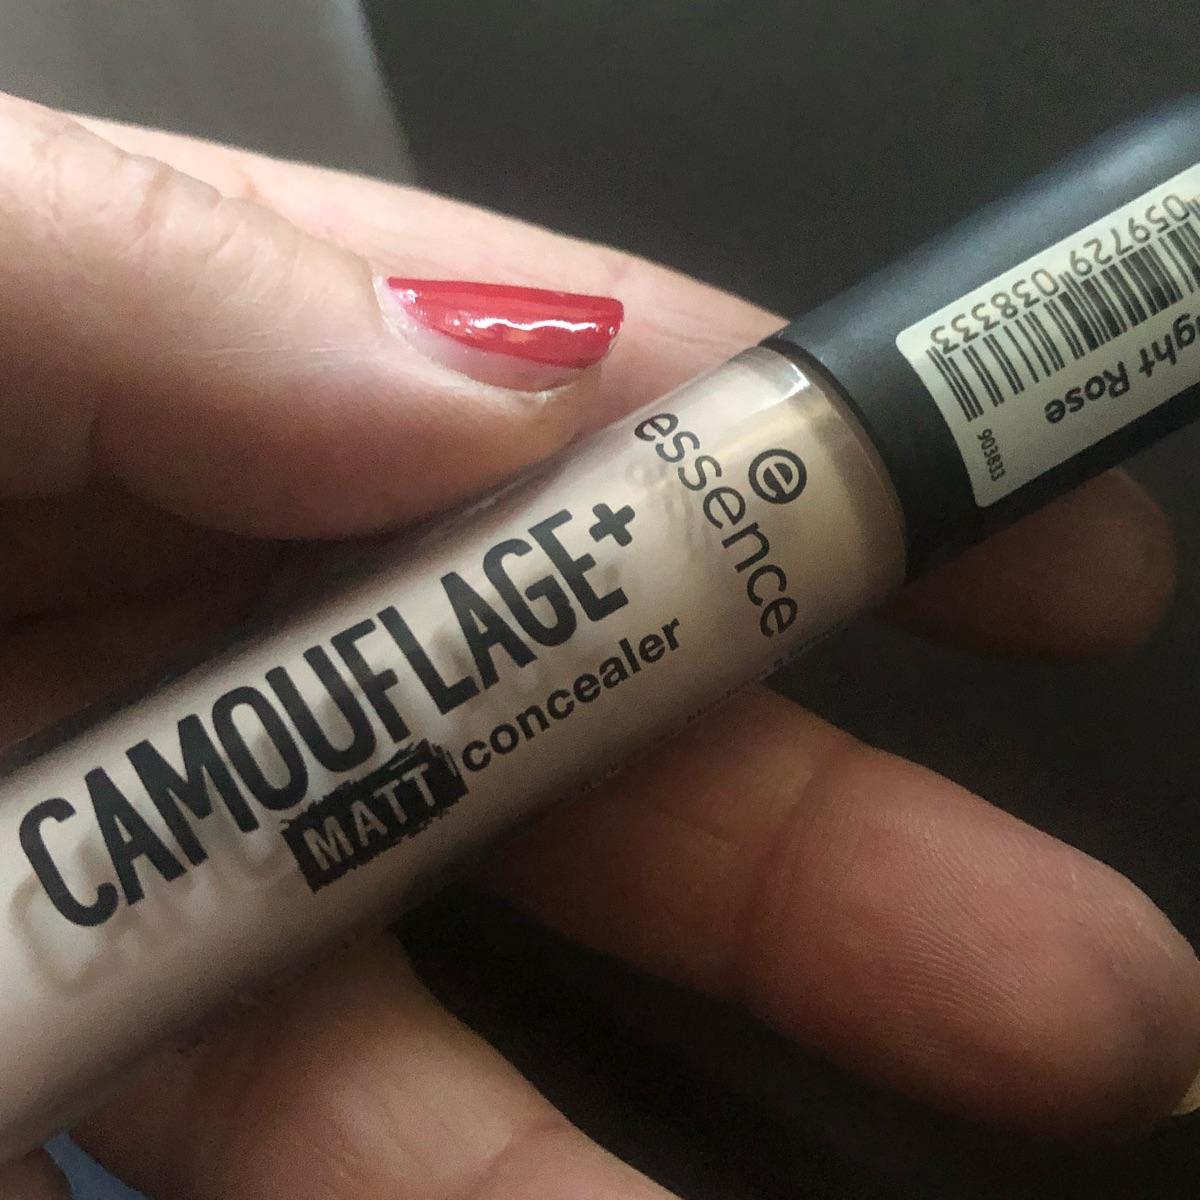 CAMOUFLAGE+
MATT concealer
e
essence
059729 038333
ght Rose
903833